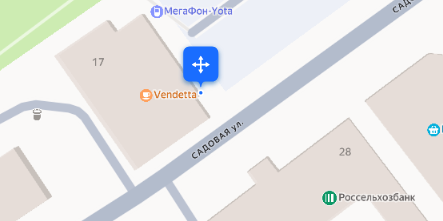 МегаФон-Yota
17
Vendetta
САДОВАЯ ул.
28
Россельхозбанк